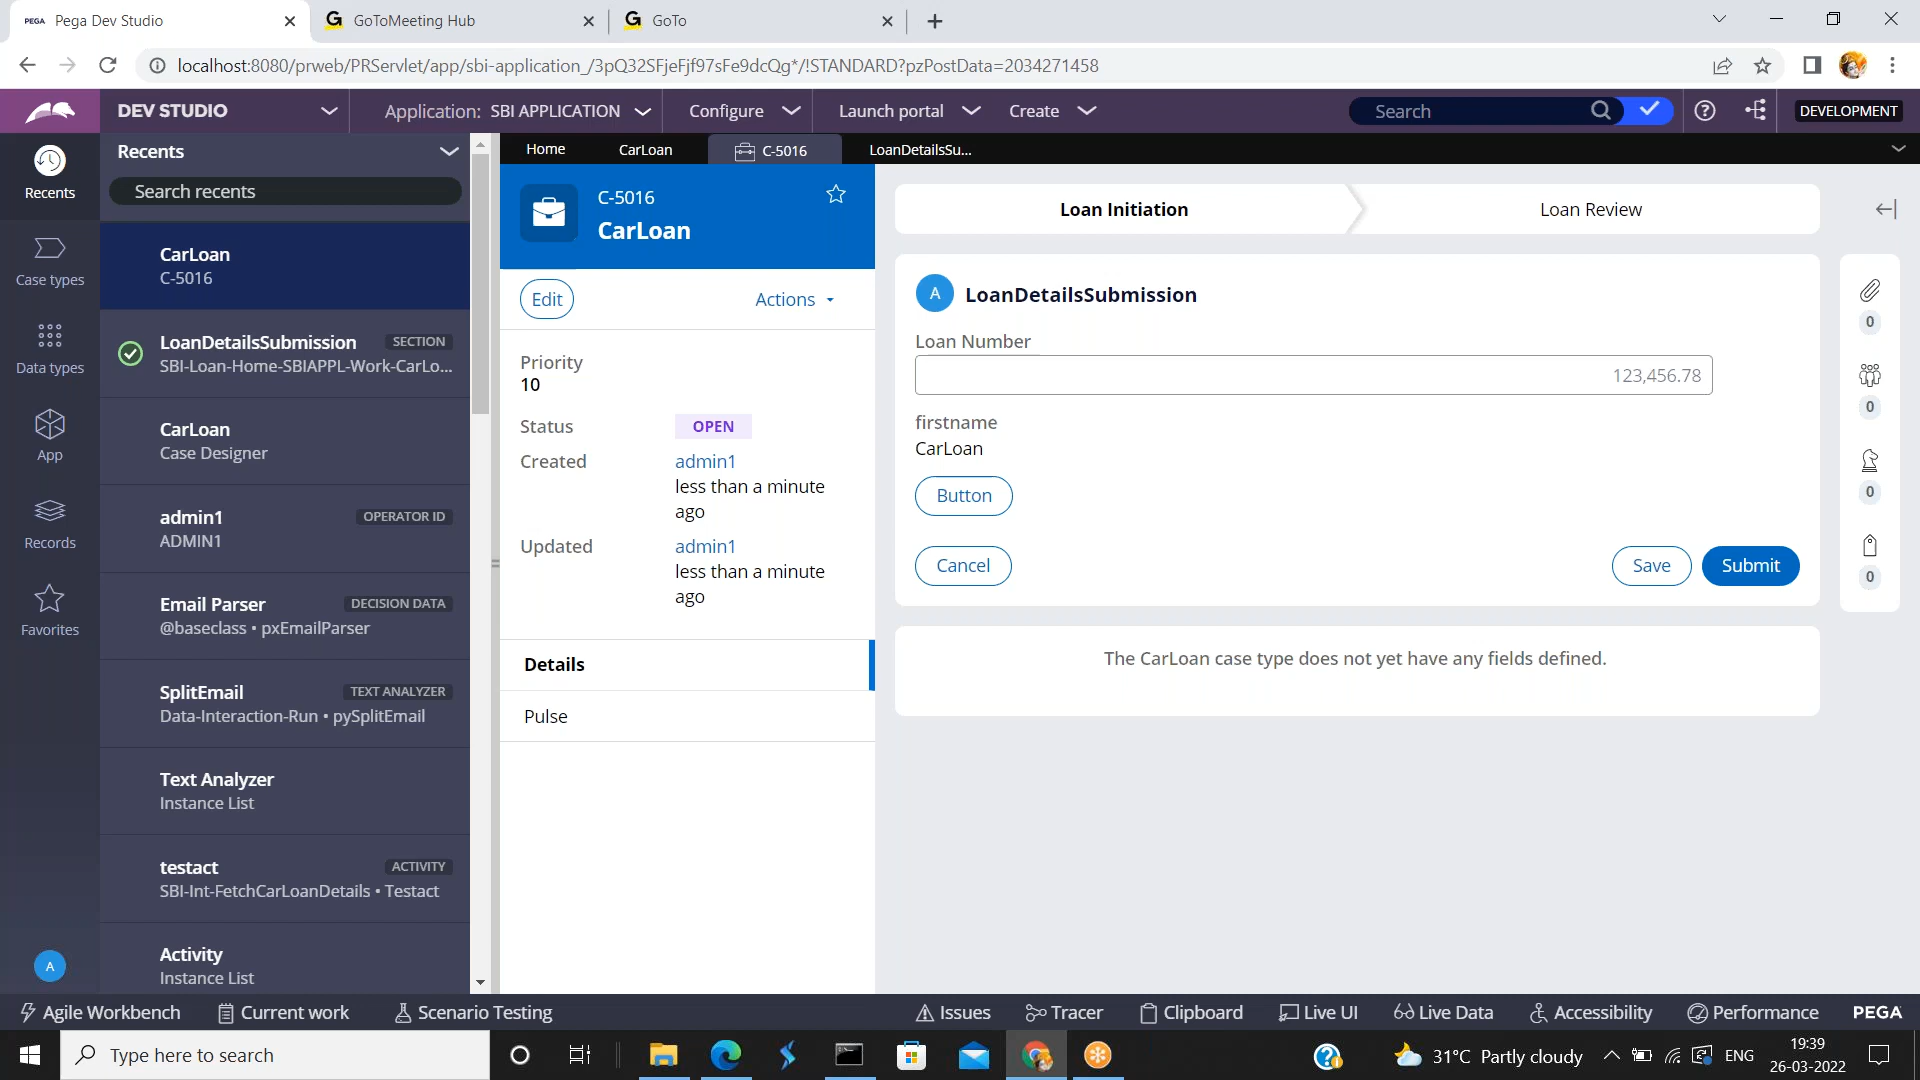 PEGA Pega Dev Studio
GoToMeeting Hub
GoTo
localhost:8080/prweb/PRServlet/app/sbi-application_/3pQ32SFjeFjf97sFe9dcQg*/!STANDARD?pzPostData=2034271458
DEV STUDIO
Application: SBI APPLICATION
Configure
Launch portal
Create
Search
DEVELOPMENT
Recents
Case types
Data types
App
Records
Favorites
A
Recents
Search recents
CarLoan
C-5016
LoanDetailsSubmission SECTION
SBI-Loan-Home-SBIAPPL-Work-CarLo...
CarLoan
Case Designer
admin1 OPERATOR ID
ADMIN1
Email Parser DECISION DATA
@baseclass • pxEmailParser
SplitEmail TEXT ANALYZER
Data-Interaction-Run • pySplitEmail
Text Analyzer
Instance List
testact ACTIVITY
SBI-Int-FetchCarLoanDetails • Testact
Activity
Instance List
Home
CarLoan
C-5016
LoanDetailsSu...
C-5016
CarLoan
Edit
Actions
Priority
10
Status OPEN
Created admin1
less than a minute
ago
Updated admin1
less than a minute
ago
Details
Pulse
Loan Initiation
Loan Review
A LoanDetailsSubmission
Loan Number
123,456.78
firstname
CarLoan
Button
Cancel
Save
Submit
The CarLoan case type does not yet have any fields defined.
0
0
0
0
Agile Workbench
Current work
Scenario Testing
Issues
Tracer
Clipboard
Live UI
Live Data
Accessibility
Performance
PEGA
Type here to search
31°C Partly cloudy
ENG
19:39
26-03-2022